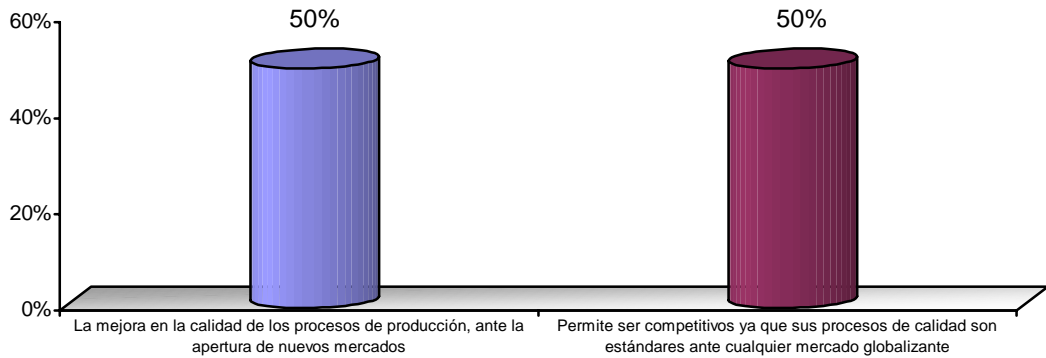 60%
50%
50%
40%
20%
0%
La mejora en la calidad de los procesos de producción, ante la
apertura de nuevos mercados
Permite ser competitivos ya que sus procesos de calidad son
estándares ante cualquier mercado globalizante